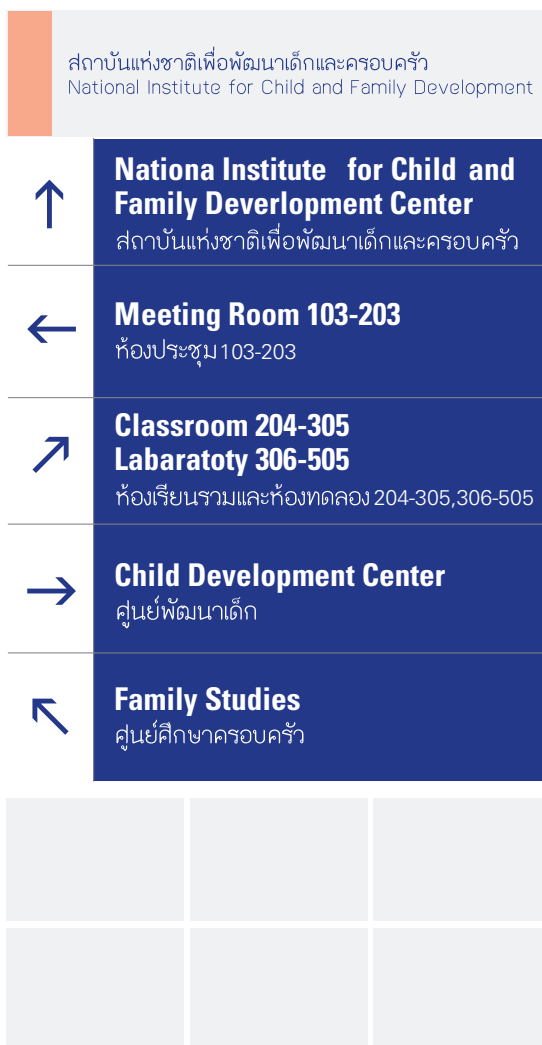 ส่ถาบันแห่งชาติเพื่อพัฒนาเด็กและครอบครัว
National Institute for Child and Family Development
Nationa Institute for Child and
Family Deverlopment Center
ส่ถาบันแห่งชาติเพื่อพัฒนาเด็กและครอบครัว
Meeting Room 103-203
ห้องประชุม103-203
Classroom 204-305
Labaratoty 306-505
ห้องเรียนรวมและห้องทดลอง 204-305,306-505
Child Development Center
ศูนย์พัฒนาเด็ก
Family Studies
ศูนย์ศึกษาครอบครัว